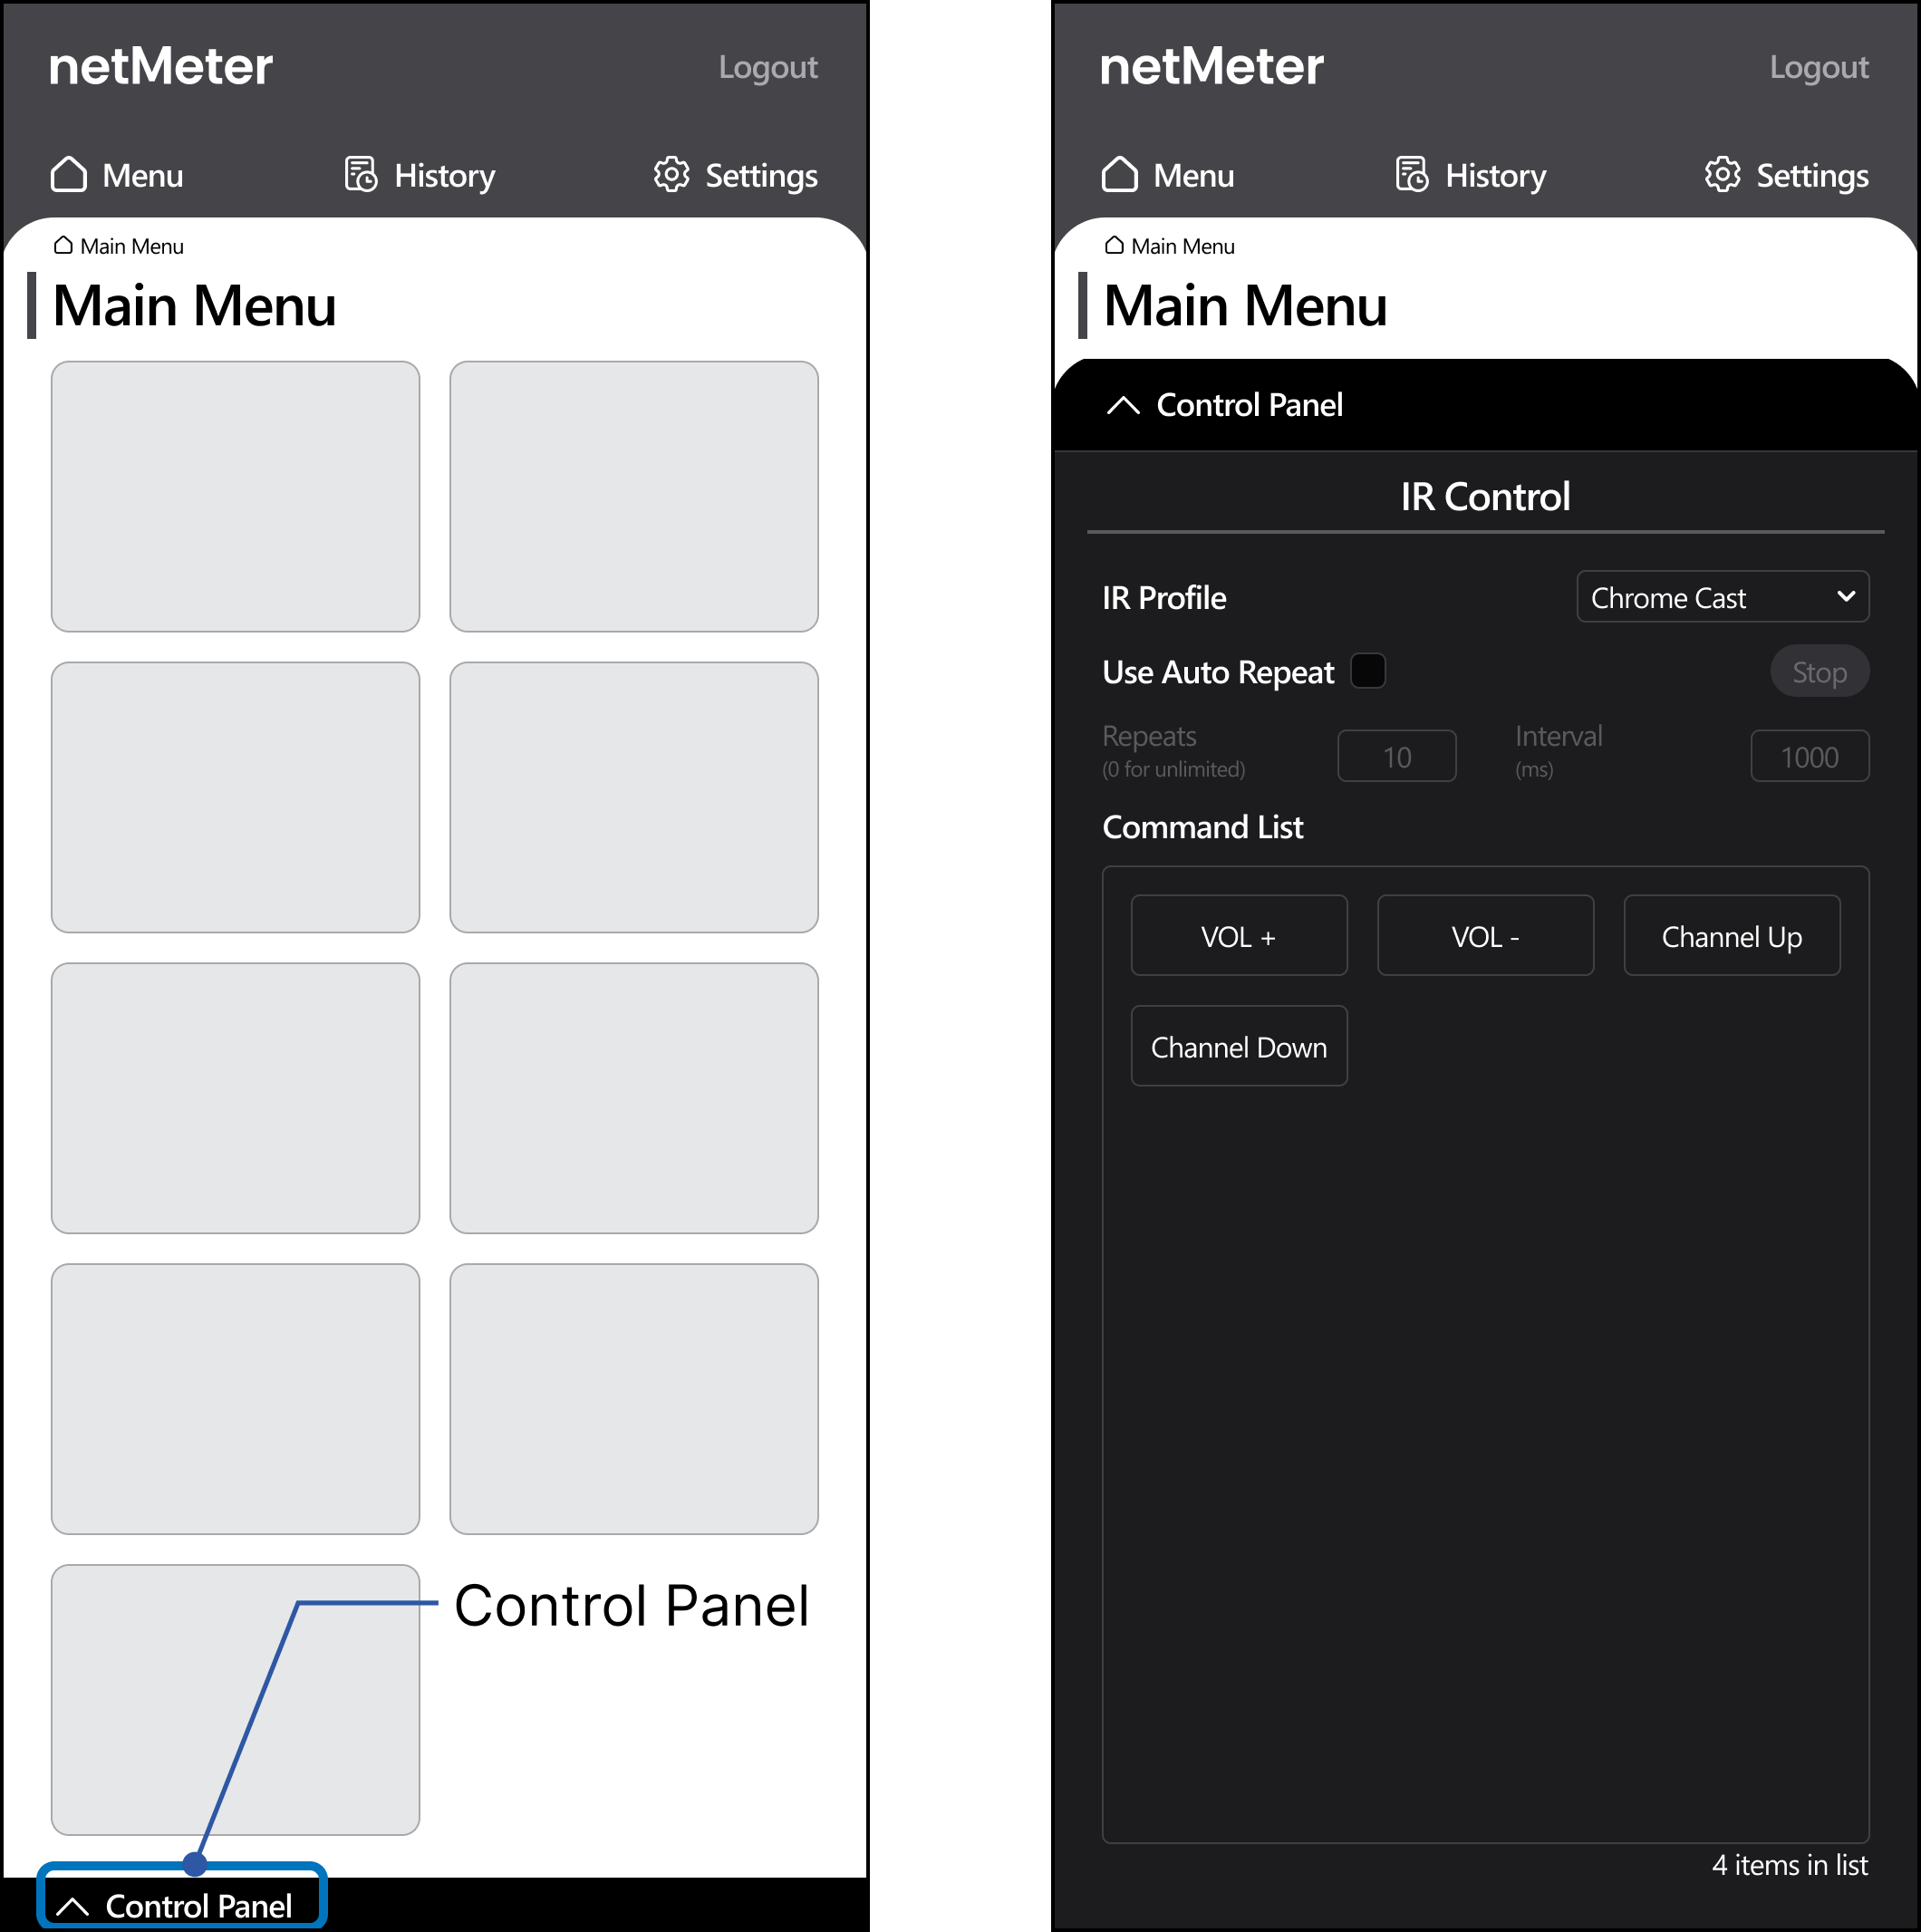 netMeter
Logout
Menu
History
Settings
Main Menu
Main Menu
Control Panel
Control Panel
netMeter
Logout
Menu
History
Settings
Main Menu
Main Menu
Control Panel
IR Control
IR Profile
Chrome Cast
Use Auto Repeat
Stop
Repeats
(0 for unlimited)
10
Interval
(ms)
1000
Command List
VOL +
VOL -
Channel Up
Channel Down
4 items in list